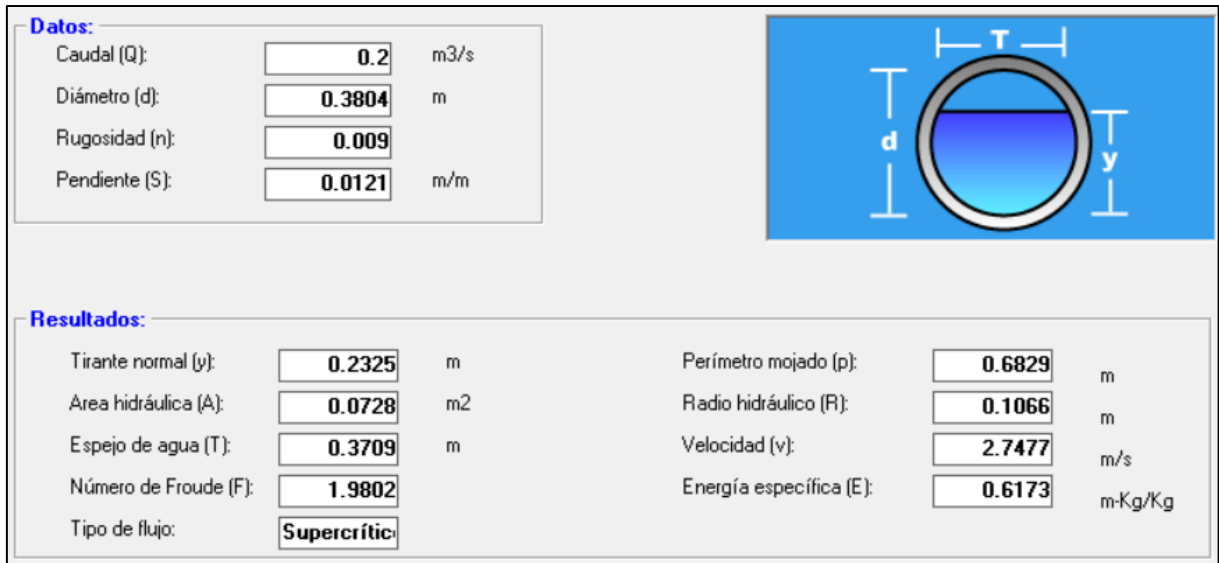 Datos:
Caudal (Q): 0.2 m3/s
Diámetro (d): 0.3804 m
Rugosidad (n): 0.009
Pendiente (S): 0.0121 m/m
T
d
y
Resultados:
Tirante normal (y): 0.2325 m Perímetro mojado (p): 0.6829 m
Area hidráulica (A): 0.0728 m2 Radio hidráulico (R): 0.1066 m
Espejo de agua (T): 0.3709 m Velocidad (v): 2.7477 m/s
Número de Froude (F): 1.9802 Energía específica (E): 0.6173 m-Kg/Kg
Tipo de flujo: Supercrític